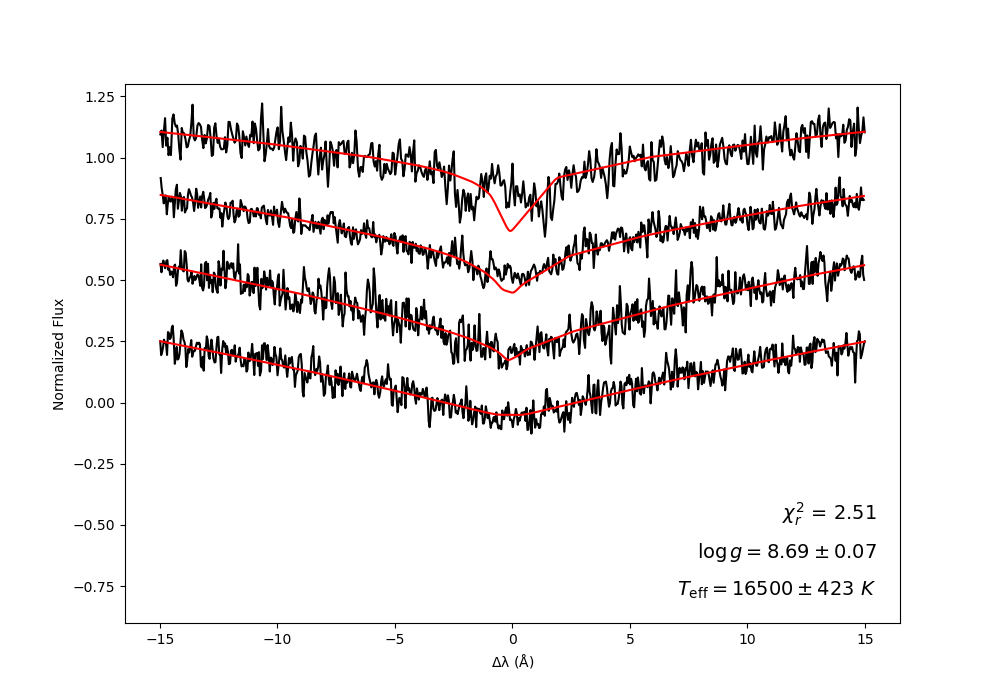 1.25
1.00
0.75
0.50
0.25
0.00
−0.25
−0.50
−0.75
Normalized Flux
χ²ᵣ = 2.51
log g = 8.69 ± 0.07
T_eff = 16500 ± 423 K
−15 −10 −5 0 5 10 15
Δλ (Å)